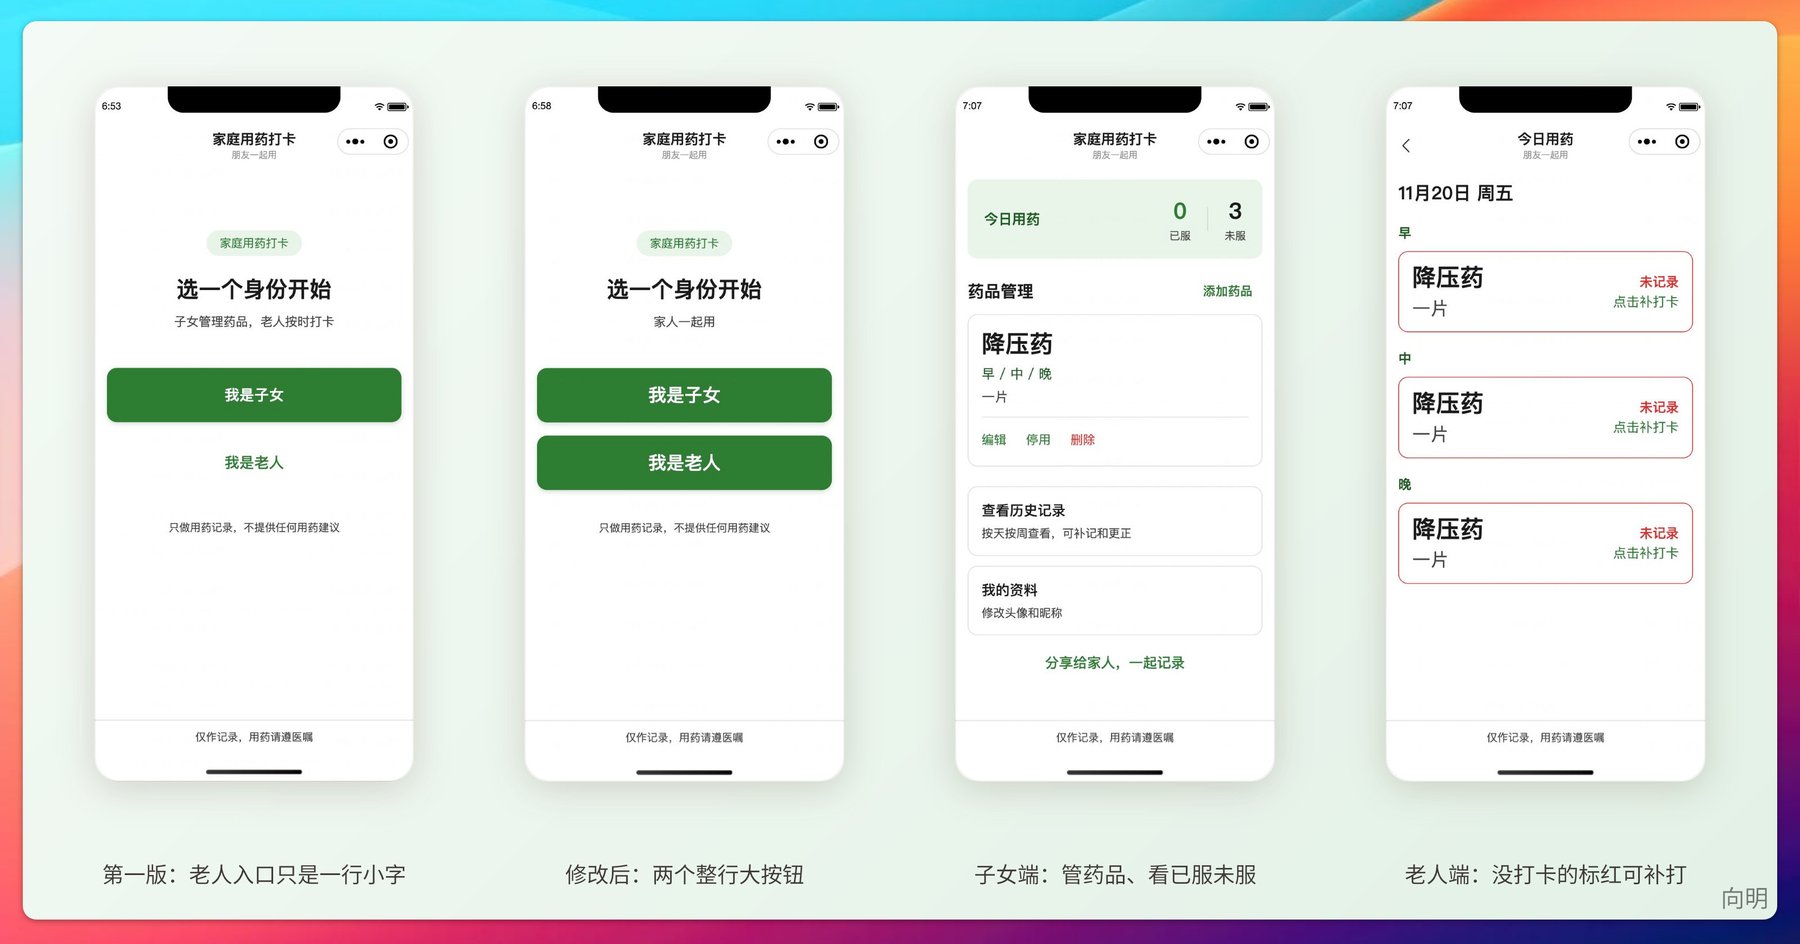 6:53
家庭用药打卡
朋友一起用
家庭用药打卡
选一个身份开始
子女管理药品，老人按时打卡
我是子女
我是老人
只做用药记录，不提供任何用药建议
仅作记录，用药请遵医嘱
第一版：老人入口只是一行小字
6:58
家庭用药打卡
朋友一起用
家庭用药打卡
选一个身份开始
家人一起用
我是子女
我是老人
只做用药记录，不提供任何用药建议
仅作记录，用药请遵医嘱
修改后：两个整行大按钮
7:07
家庭用药打卡
朋友一起用
今日用药
0 3
已服 未服
药品管理 添加药品
降压药
早 / 中 / 晚
一片
编辑 停用 删除
查看历史记录
按天按周查看，可补记和更正
我的资料
修改头像和昵称
分享给家人，一起记录
仅作记录，用药请遵医嘱
子女端：管药品、看已服未服
7:07
今日用药
朋友一起用
11月20日 周五
早
降压药 未记录
一片 点击补打卡
中
降压药 未记录
一片 点击补打卡
晚
降压药 未记录
一片 点击补打卡
仅作记录，用药请遵医嘱
老人端：没打卡的标红可补打
向明